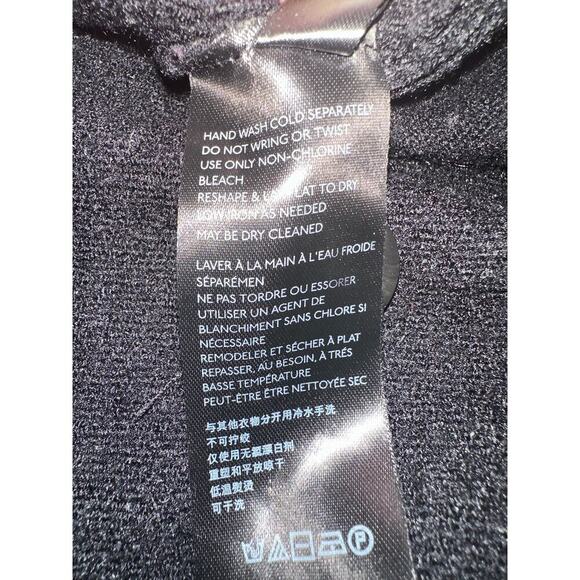 HAND WASH COLD SEPARATELY
DO NOT WRING OR TWIST
USE ONLY NON-CHLORINE
BLEACH
RESHAPE & LAY FLAT TO DRY
LOW IRON AS NEEDED
MAY BE DRY CLEANED
LAVER À LA MAIN À L'EAU FROIDE
SÉPARÉMEN
NE PAS TORDRE OU ESSORER
UTILISER UN AGENT DE
BLANCHIMENT SANS CHLORE SI
NÉCESSAIRE
REMODELER ET SÉCHER À PLAT
REPASSER, AU BESOIN, À TRÉS
BASSE TEMPÉRATURE
PEUT-ÊTRE ÊTRE NETTOYÉE SEC
与其他衣物分开用冷水手洗
不可拧绞
仅使用无氯漂白剂
重塑和平放晾干
低温熨烫
可干洗
P